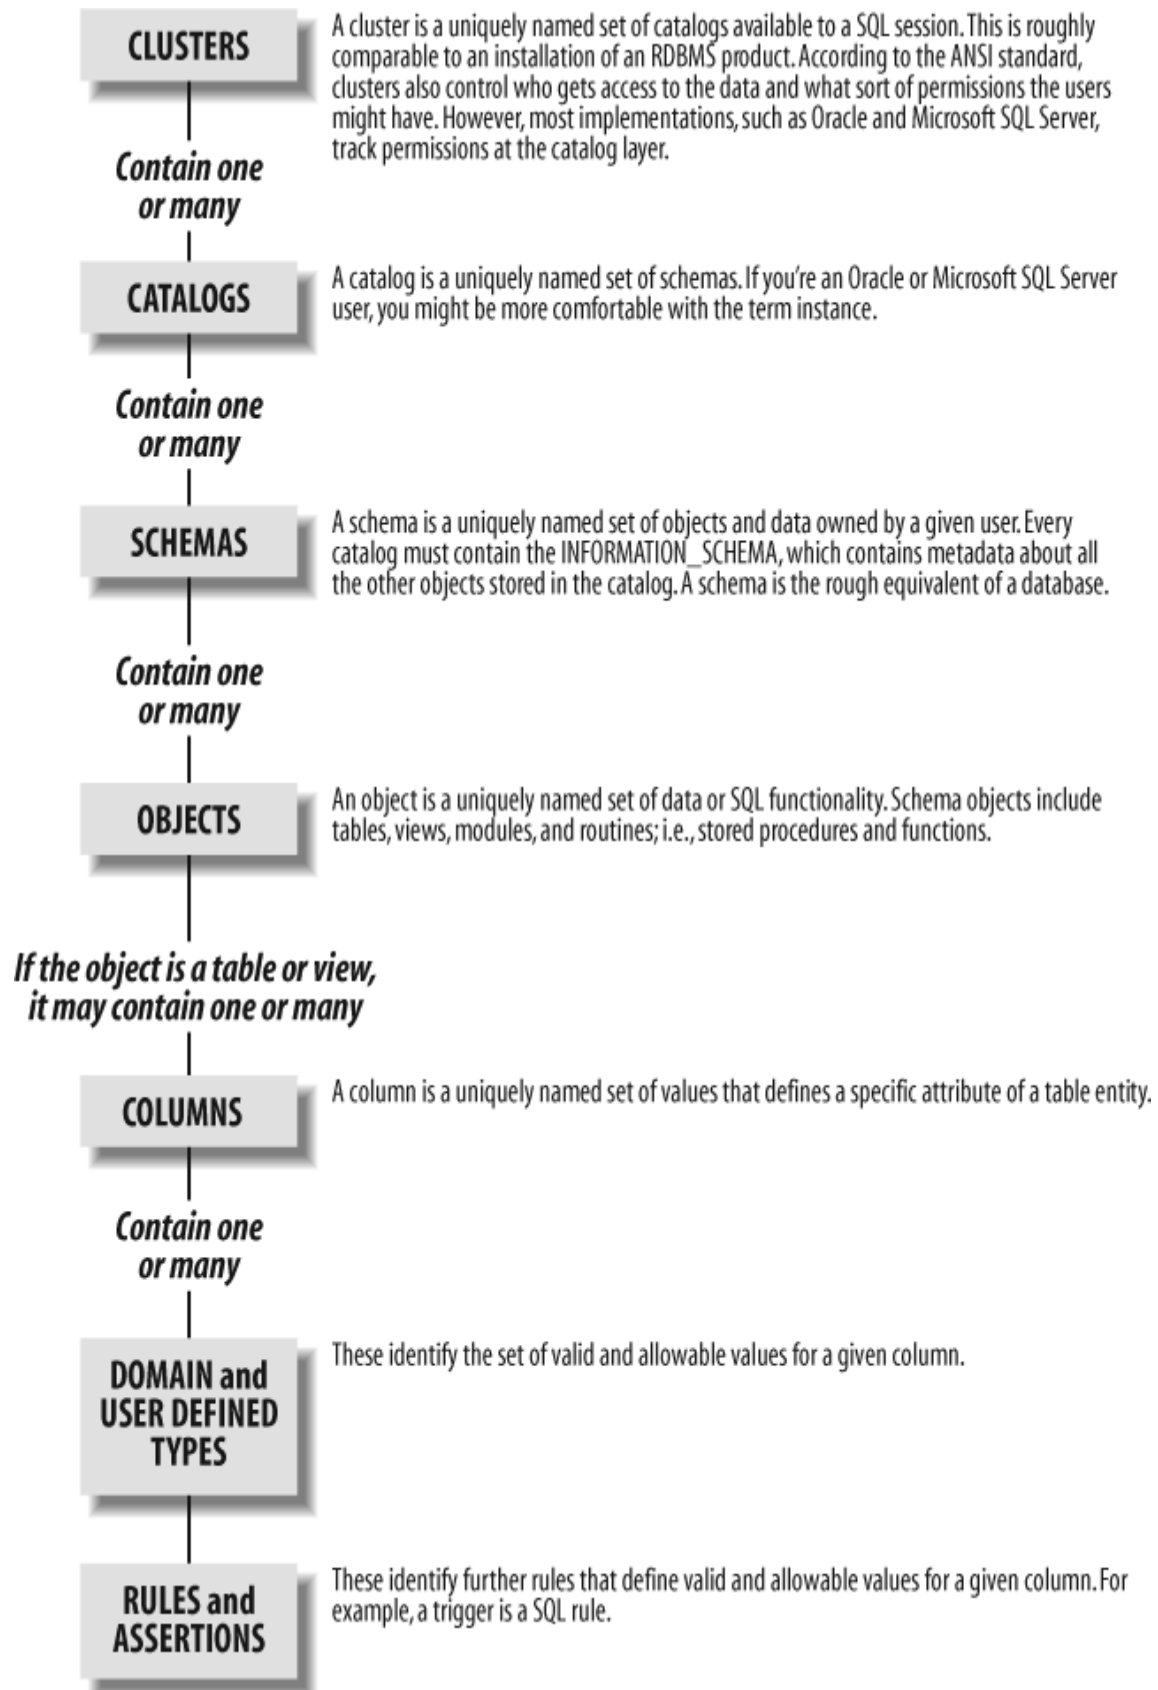 CLUSTERS
A cluster is a uniquely named set of catalogs available to a SQL session. This is roughly
comparable to an installation of an RDBMS product. According to the ANSI standard,
clusters also control who gets access to the data and what sort of permissions the users
might have. However, most implementations, such as Oracle and Microsoft SQL Server,
track permissions at the catalog layer.
Contain one
or many
CATALOGS
A catalog is a uniquely named set of schemas. If you’re an Oracle or Microsoft SQL Server
user, you might be more comfortable with the term instance.
Contain one
or many
SCHEMAS
A schema is a uniquely named set of objects and data owned by a given user. Every
catalog must contain the INFORMATION_SCHEMA, which contains metadata about all
the other objects stored in the catalog. A schema is the rough equivalent of a database.
Contain one
or many
OBJECTS
An object is a uniquely named set of data or SQL functionality. Schema objects include
tables, views, modules, and routines; i.e., stored procedures and functions.
If the object is a table or view,
it may contain one or many
COLUMNS
A column is a uniquely named set of values that defines a specific attribute of a table entity.
Contain one
or many
DOMAIN and
USER DEFINED
TYPES
These identify the set of valid and allowable values for a given column.
RULES and
ASSERTIONS
These identify further rules that define valid and allowable values for a given column. For
example, a trigger is a SQL rule.